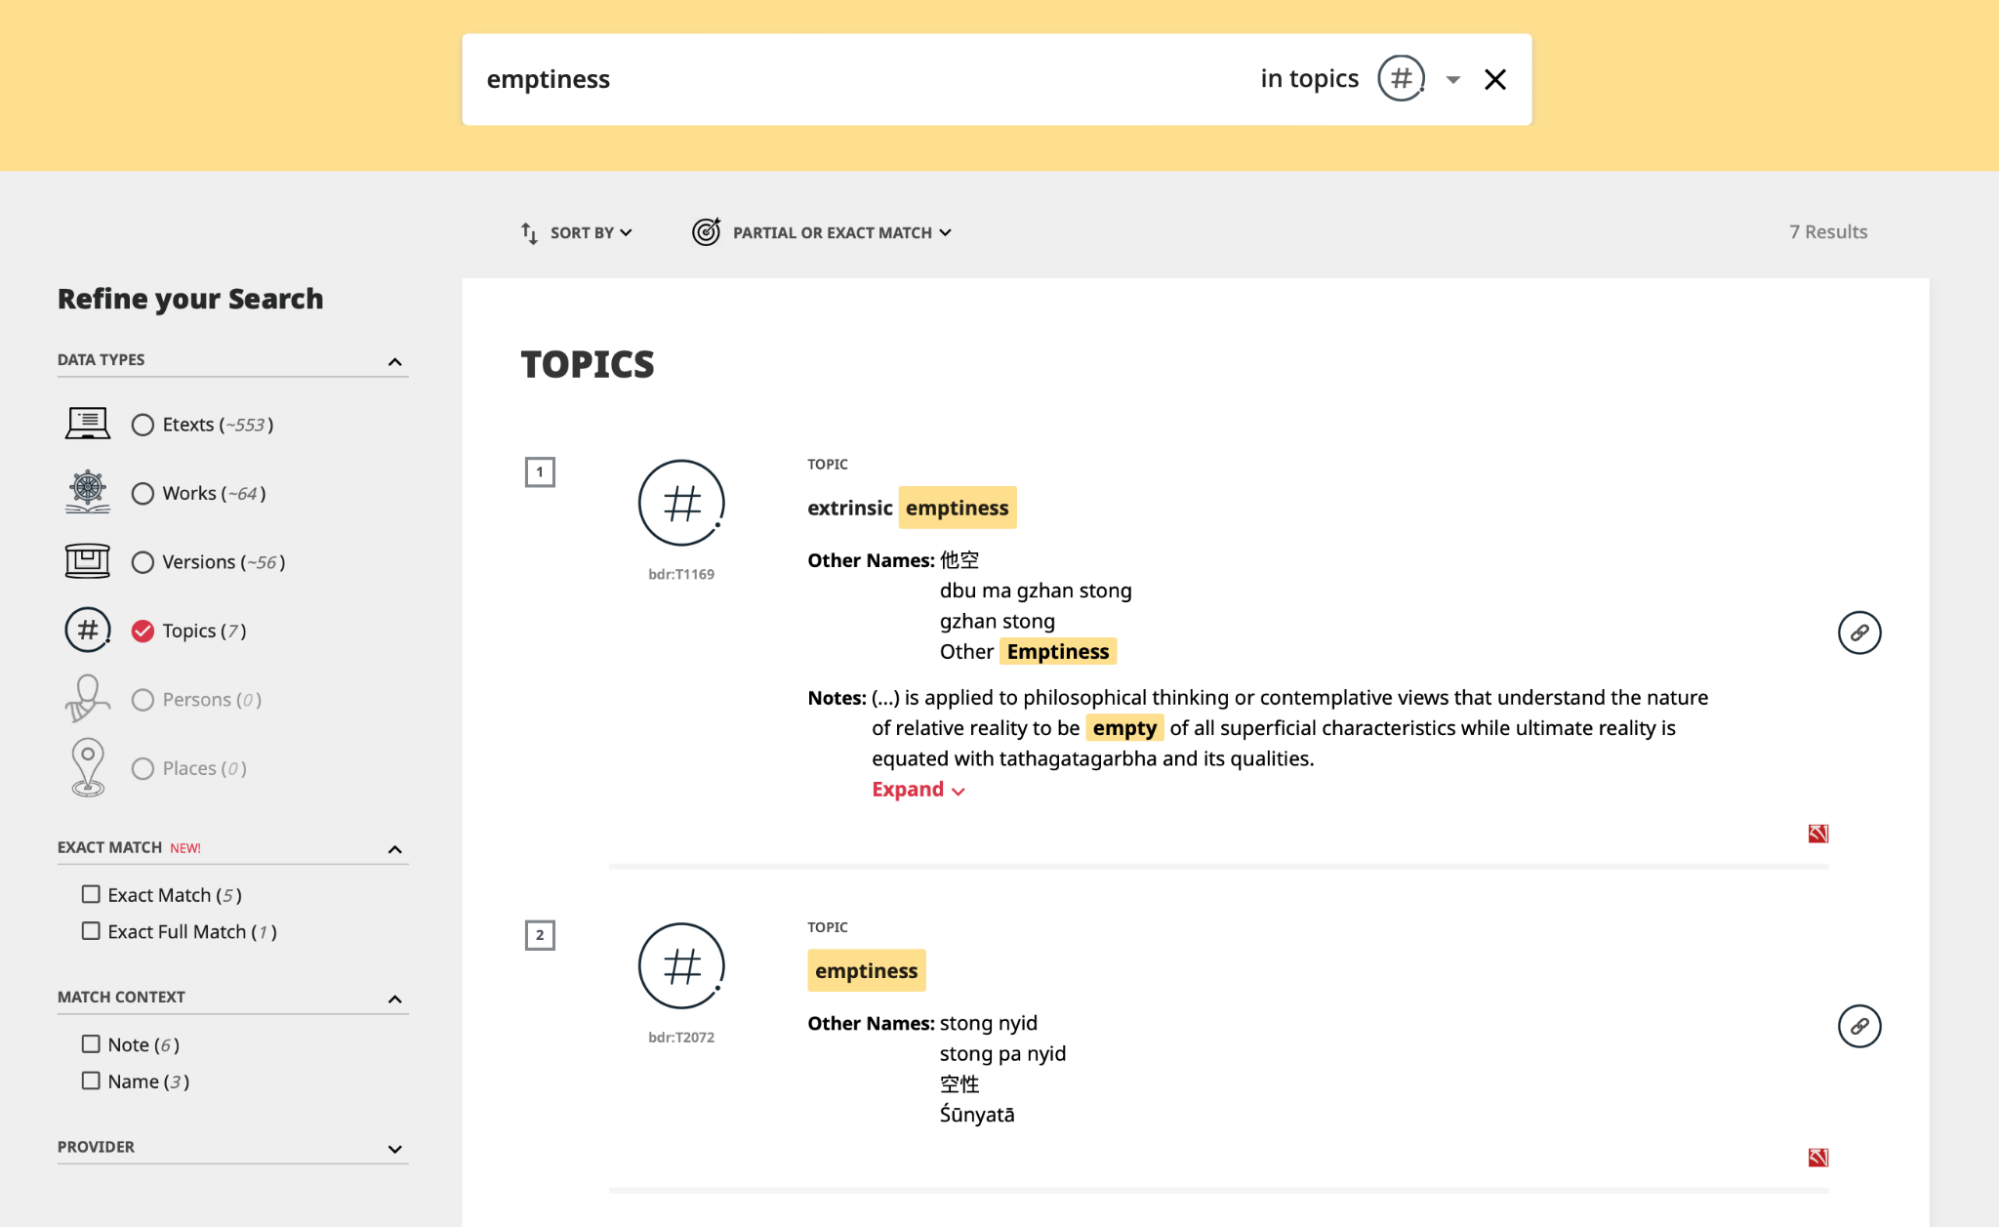 emptiness
in topics
SORT BY
PARTIAL OR EXACT MATCH
7 Results
Refine your Search
DATA TYPES
Etexts (~553)
Works (~64)
Versions (~56)
Topics (7)
Persons (0)
Places (0)
EXACT MATCH NEW!
Exact Match (5)
Exact Full Match (1)
MATCH CONTEXT
Note (6)
Name (3)
PROVIDER
TOPICS
1
bdr:T1169
TOPIC
extrinsic emptiness
Other Names: 他空
dbu ma gzhan stong
gzhan stong
Other Emptiness
Notes: (...) is applied to philosophical thinking or contemplative views that understand the nature
of relative reality to be empty of all superficial characteristics while ultimate reality is
equated with tathagatagarbha and its qualities.
Expand
2
bdr:T2072
TOPIC
emptiness
Other Names: stong nyid
stong pa nyid
空性
Śūnyatā